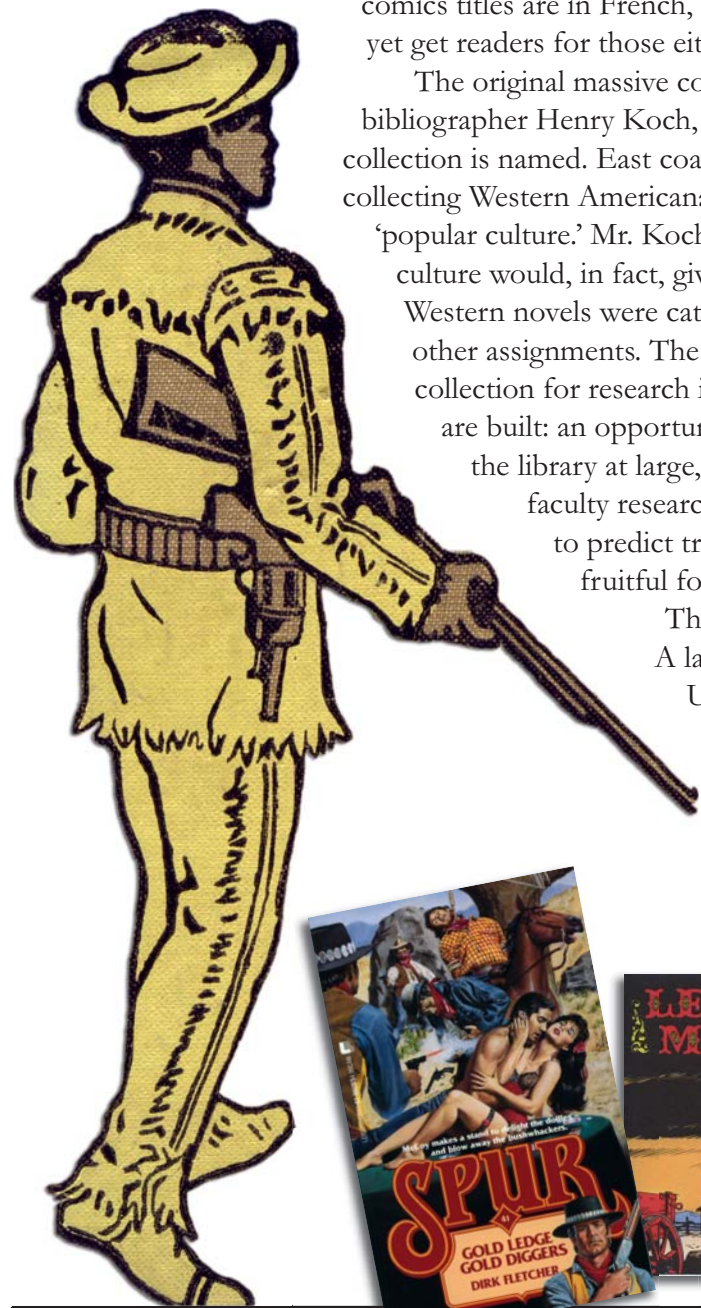 comics titles are in French,
yet get readers for those eit
The original massive co
bibliographer Henry Koch,
collection is named. East coa
collecting Western Americana
‘popular culture.’ Mr. Koch
culture would, in fact, giv
Western novels were cat
other assignments. The
collection for research i
are built: an opportun
the library at large,
faculty researc
to predict tr
fruitful fo
Th
A la
U
McCoy makes a stand to delight the dollies
and blow away the bushwhackers.
SPUR
41
GOLD LEDGE
GOLD DIGGERS
DIRK FLETCHER
LE
M